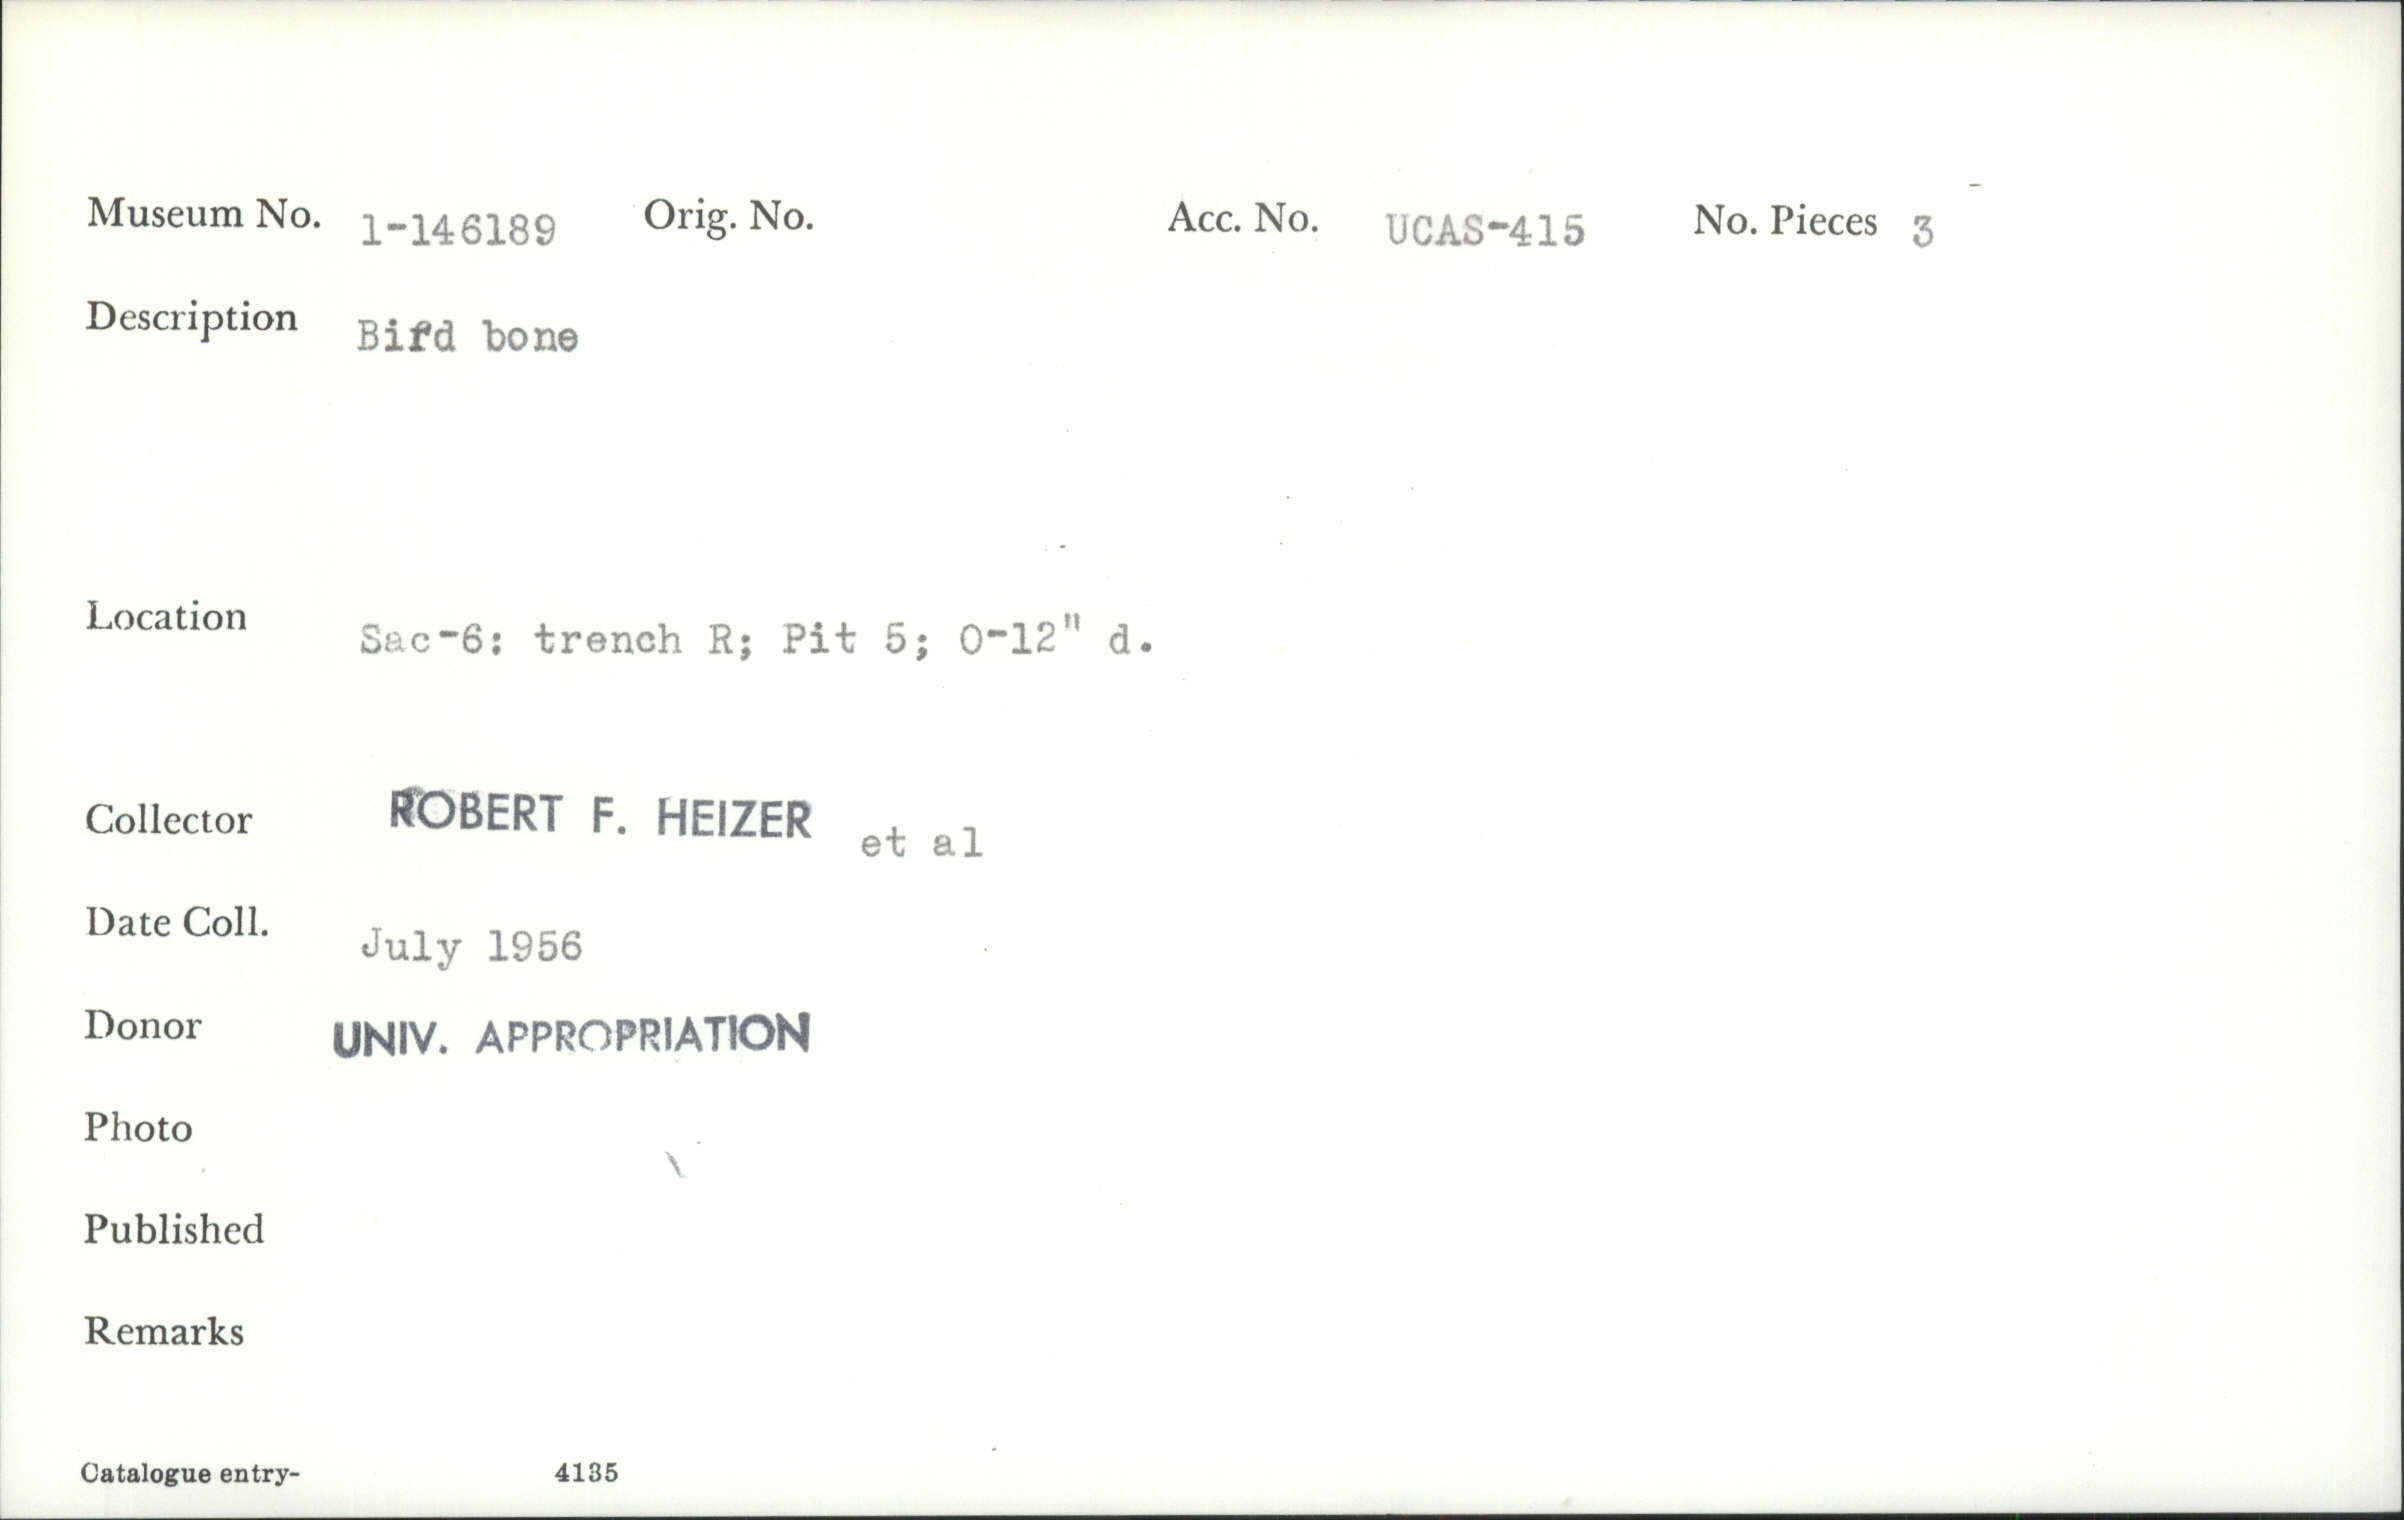 Museum No. 1-146189 Orig. No. Acc. No. UCAS-415 No. Pieces 3
Description Bird bone
Location Sac-6: trench R; Pit 5; 0-12" d.
Collector ROBERT F. HEIZER et al
Date Coll. July 1956
Donor UNIV. APPROPRIATION
Photo
Published
Remarks
Catalogue entry- 4135